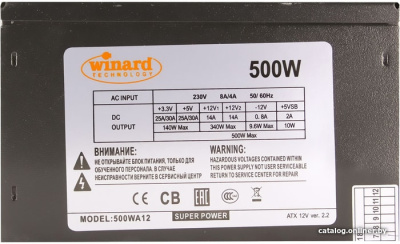 winard
TECHNOLOGY
500W
AC INPUT 230V 8A/4A 50/ 60Hz
DC OUTPUT +3.3V +5V +12V1 +12V2 -12V +5VSB
25A/30A 25A/30A 14A 14A 0. 8A 2A
140W Max 340W Max 9.6W Max 10W
500W Max
ВНИМАНИЕ:
НЕ ОТКРЫВАЙТЕ БЛОК ПИТАНИЯ, ТОЛЬКО
ДЛЯ ОБУЧЕННОГО ПЕРСОНАЛА. В СЛУЧАЕ
НЕИСПРАВНОСТИ ВЕРНИТЕ В СЕРВИСНЫЙ ЦЕНТР.
WARNING:
HAZARDOUS VOLTAGES CONTAINED WITHIN
THIS POWER SUPPLY NOT USER SERVICEABLE
RETURN TO SERVICE CENTER FOR REPAIR.
CE CB EAC CCC
MODEL:500WA12
SUPER POWER
ATX 12V ver. 2.2
10 11 12
catalog.onliner.by